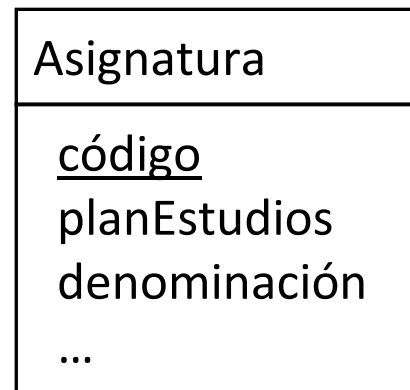 Asignatura
código
planEstudios
denominación
...